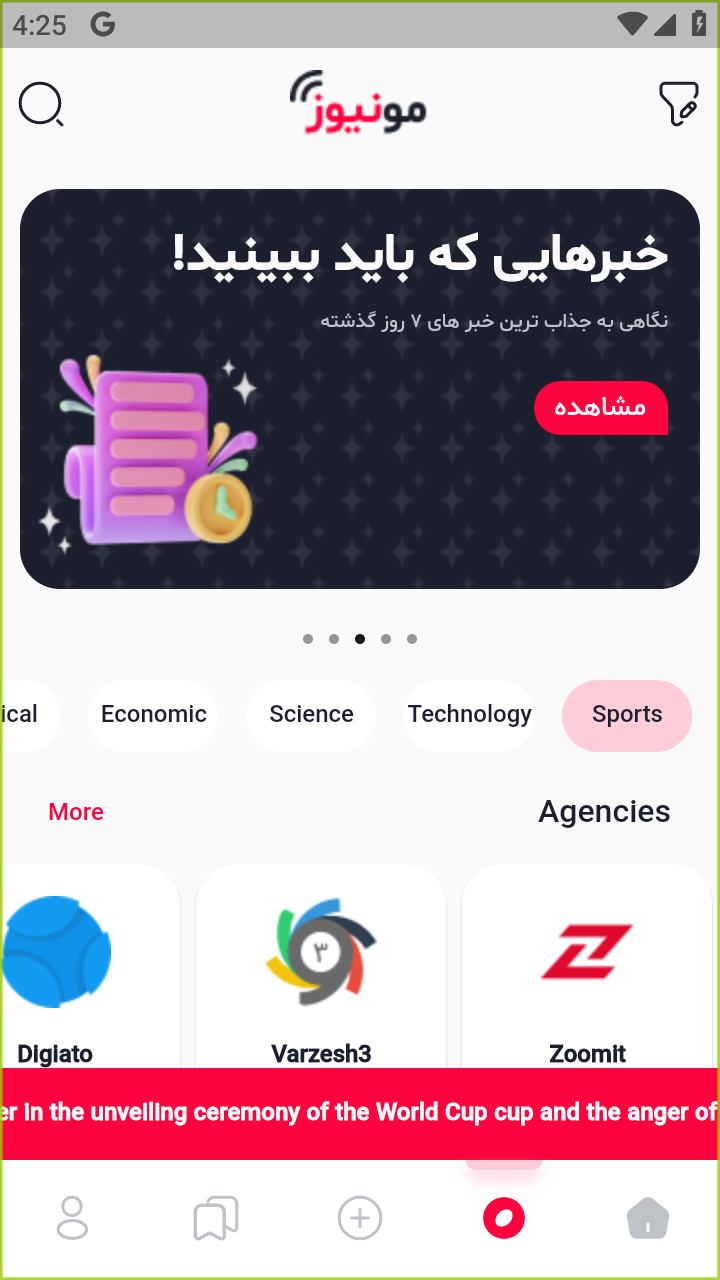 4:25
مونیوز
خبرهایی که باید ببینید!
نگاهی به جذاب ترین خبر های ۷ روز گذشته
مشاهده
ical Economic Science Technology Sports
More Agencies
۳
Digiato Varzesh3 Zoomit
er in the unveiling ceremony of the World Cup cup and the anger of